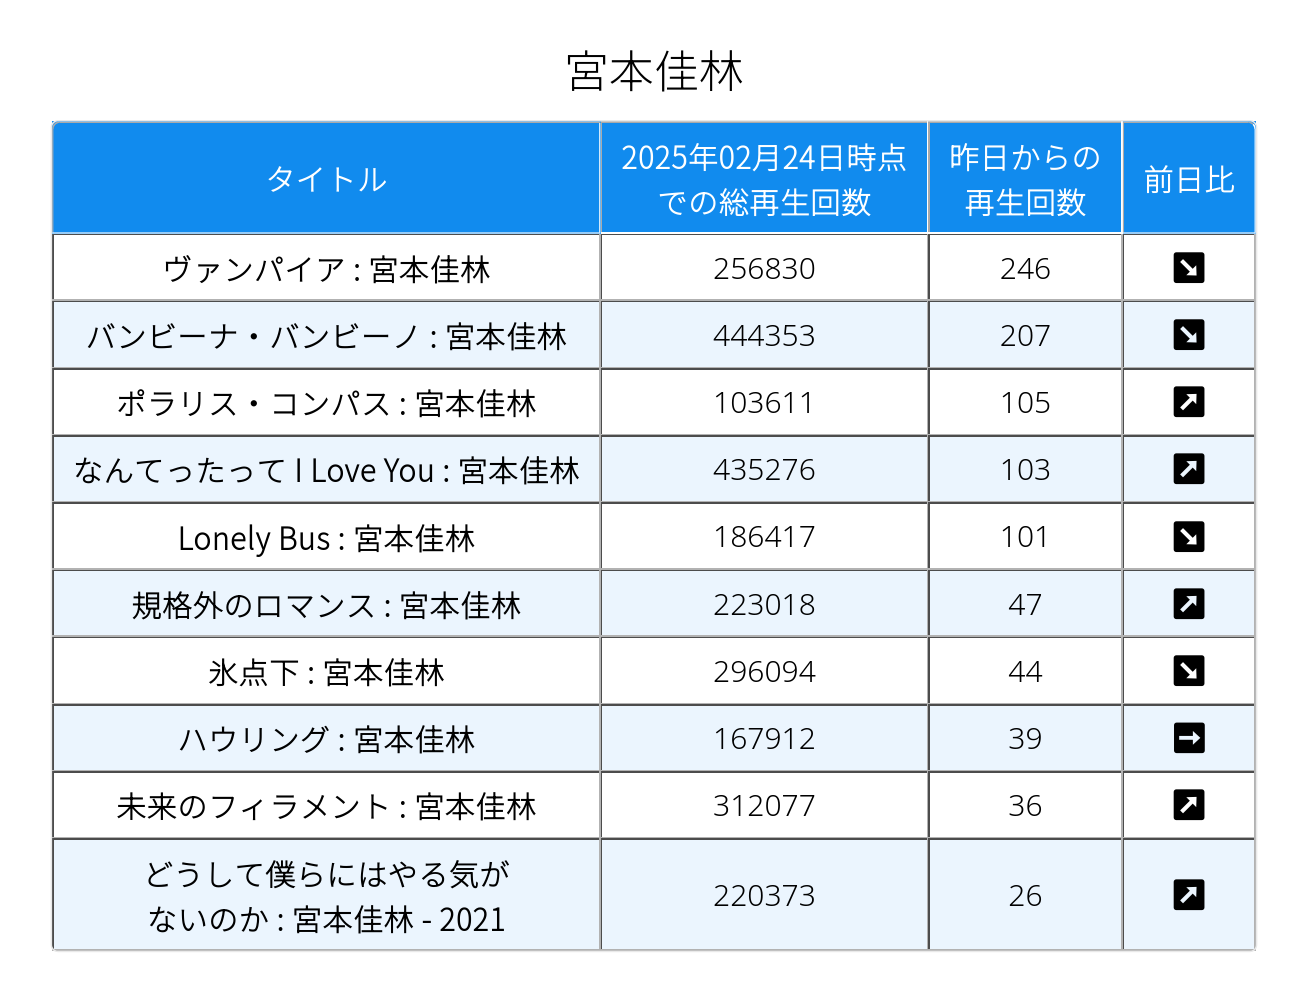 宮本佳林
タイトル
2025年02月24日時点
での総再生回数
昨日からの
再生回数
前日比
ヴァンパイア : 宮本佳林 256830 246 ↘
バンビーナ・バンビーノ : 宮本佳林 444353 207 ↘
ポラリス・コンパス : 宮本佳林 103611 105 ↗
なんてったって I Love You : 宮本佳林 435276 103 ↗
Lonely Bus : 宮本佳林 186417 101 ↘
規格外のロマンス : 宮本佳林 223018 47 ↗
氷点下 : 宮本佳林 296094 44 ↘
ハウリング : 宮本佳林 167912 39 →
未来のフィラメント : 宮本佳林 312077 36 ↗
どうして僕らにはやる気が
ないのか : 宮本佳林 - 2021 220373 26 ↗